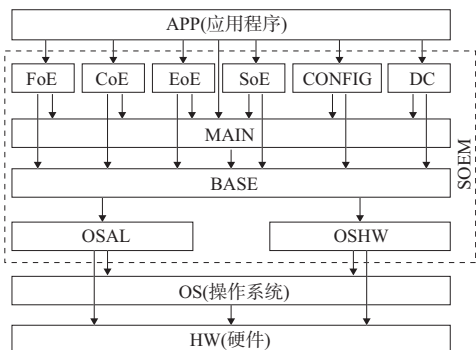 APP(应用程序)
FoE
CoE
EoE
SoE
CONFIG
DC
MAIN
SOEM
BASE
OSAL
OSHW
OS(操作系统)
HW(硬件)